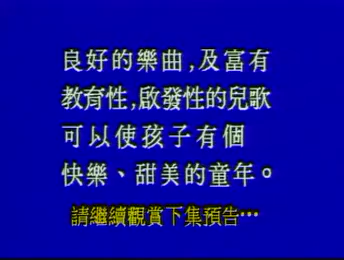 良好的樂曲,及富有
教育性,啟發性的兒歌
可以使孩子有個
快樂、甜美的童年。
請繼續觀賞下集預告…